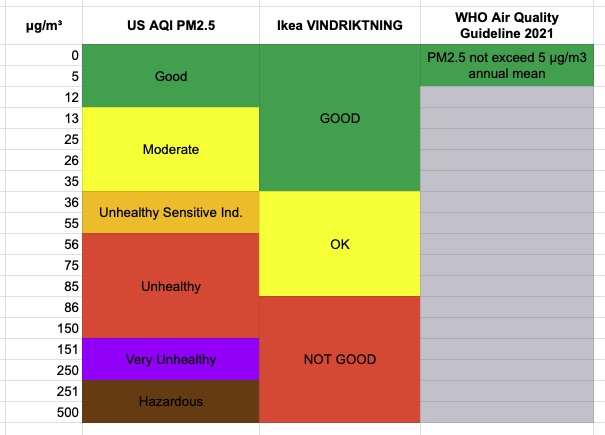 µg/m³ US AQI PM2.5 Ikea VINDRIKTNING WHO Air Quality
Guideline 2021
0 PM2.5 not exceed 5 µg/m3
5 Good annual mean
12
13 GOOD
25
26 Moderate
35
36
55 Unhealthy Sensitive Ind.
56 OK
75
85 Unhealthy
86
150
151 Very Unhealthy NOT GOOD
250
251 Hazardous
500